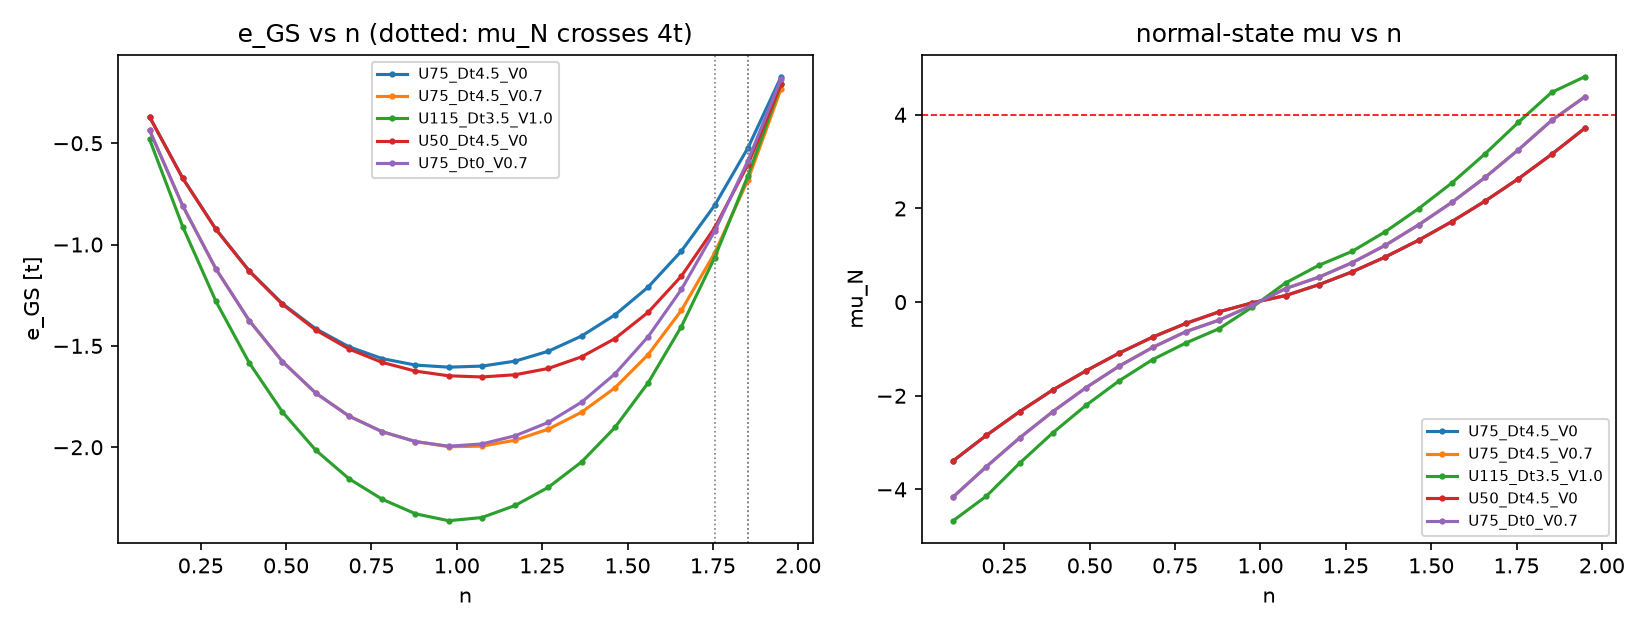 e_GS vs n (dotted: mu_N crosses 4t)
U75_Dt4.5_V0
U75_Dt4.5_V0.7
U115_Dt3.5_V1.0
U50_Dt4.5_V0
U75_Dt0_V0.7
−0.5
−1.0
−1.5
−2.0
e_GS [t]
0.25 0.50 0.75 1.00 1.25 1.50 1.75 2.00
n
normal-state mu vs n
4
2
0
−2
−4
mu_N
U75_Dt4.5_V0
U75_Dt4.5_V0.7
U115_Dt3.5_V1.0
U50_Dt4.5_V0
U75_Dt0_V0.7
0.25 0.50 0.75 1.00 1.25 1.50 1.75 2.00
n